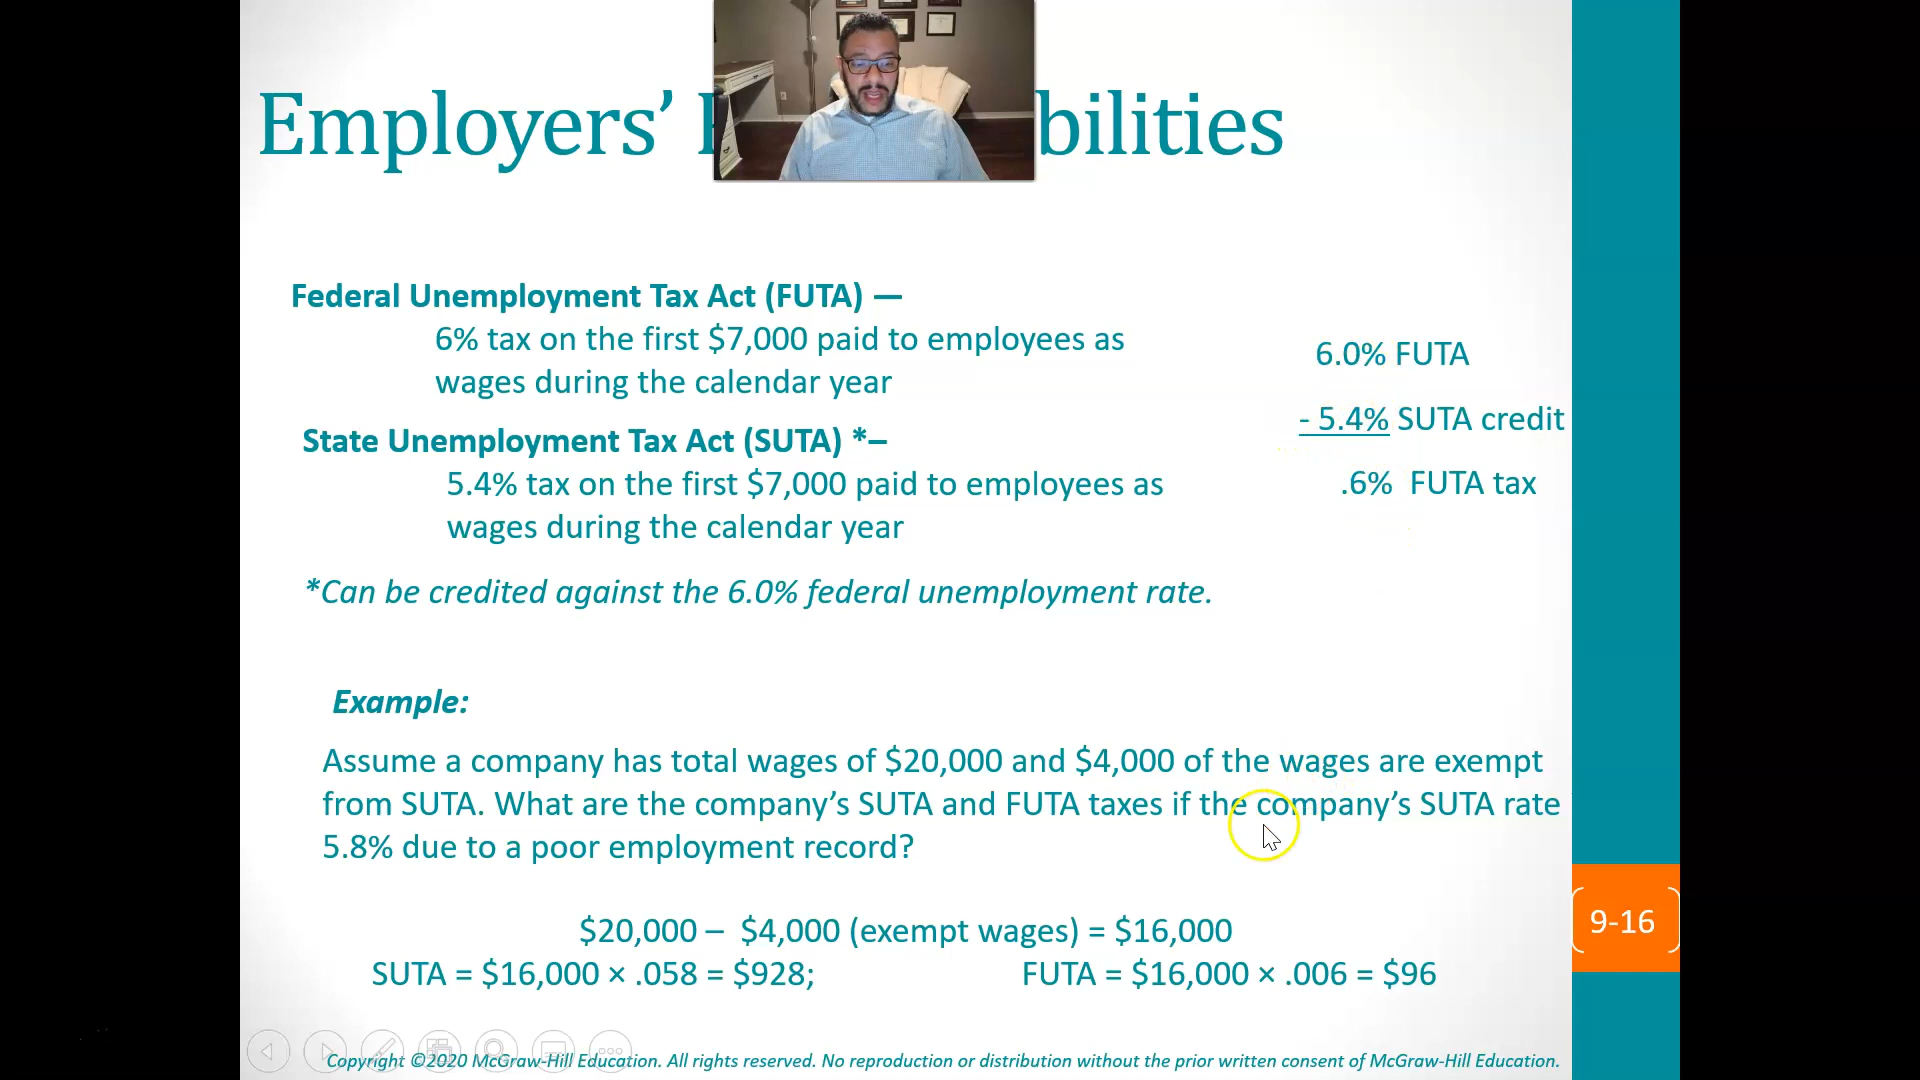 Employers’ bilities
Federal Unemployment Tax Act (FUTA) —
6% tax on the first $7,000 paid to employees as
wages during the calendar year
6.0% FUTA
- 5.4% SUTA credit
.6% FUTA tax
State Unemployment Tax Act (SUTA) *–
5.4% tax on the first $7,000 paid to employees as
wages during the calendar year
*Can be credited against the 6.0% federal unemployment rate.
Example:
Assume a company has total wages of $20,000 and $4,000 of the wages are exempt
from SUTA. What are the company’s SUTA and FUTA taxes if the company’s SUTA rate
5.8% due to a poor employment record?
$20,000 – $4,000 (exempt wages) = $16,000
SUTA = $16,000 × .058 = $928;
FUTA = $16,000 × .006 = $96
9-16
Copyright ©2020 McGraw-Hill Education. All rights reserved. No reproduction or distribution without the prior written consent of McGraw-Hill Education.